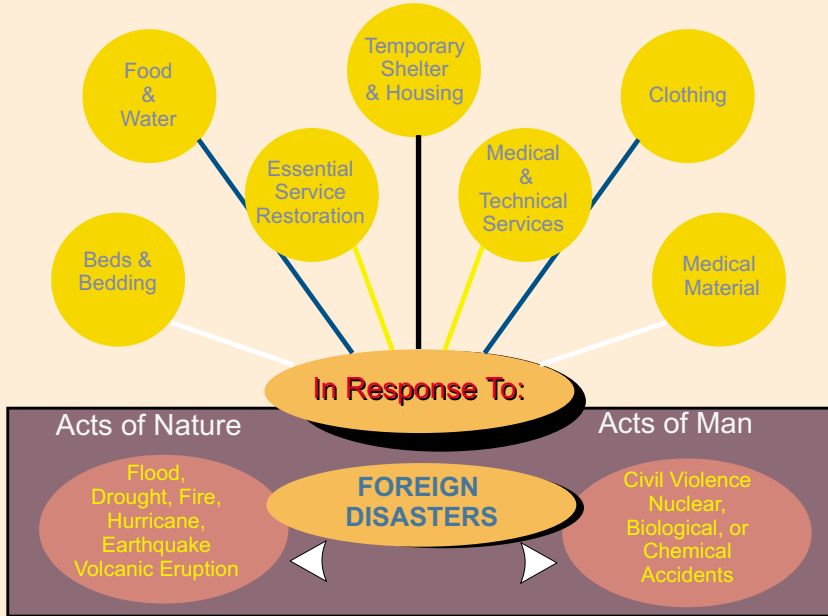 Temporary
Shelter
& Housing
Food
&
Water
Clothing
Essential
Service
Restoration
Medical
&
Technical
Services
Beds &
Bedding
Medical
Material
In Response To:
Acts of Nature
Acts of Man
Flood,
Drought, Fire,
Hurricane,
Earthquake
Volcanic Eruption
FOREIGN
DISASTERS
Civil Violence
Nuclear,
Biological, or
Chemical
Accidents